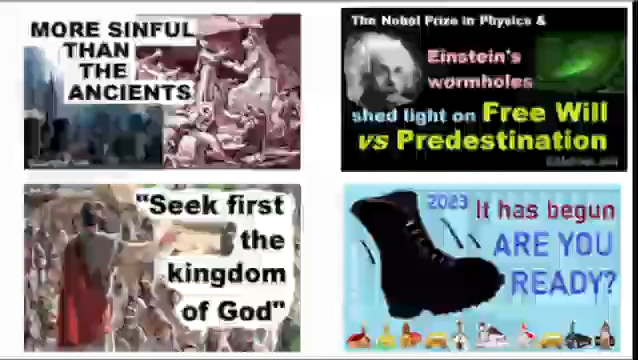 MORE SINFUL
THAN
THE
ANCIENTS
The Nobel Prize in Physics &
Einstein's
wormholes
shed light on Free Will
vs Predestination
"Seek first
the
kingdom
of God"
2023 It has begun
ARE YOU
READY?